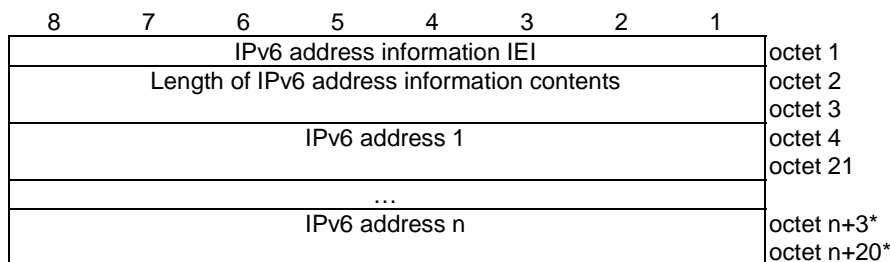 8 7 6 5 4 3 2 1
IPv6 address information IEI octet 1
Length of IPv6 address information contents octet 2
octet 3
IPv6 address 1 octet 4
octet 21
…
IPv6 address n octet n+3*
octet n+20*